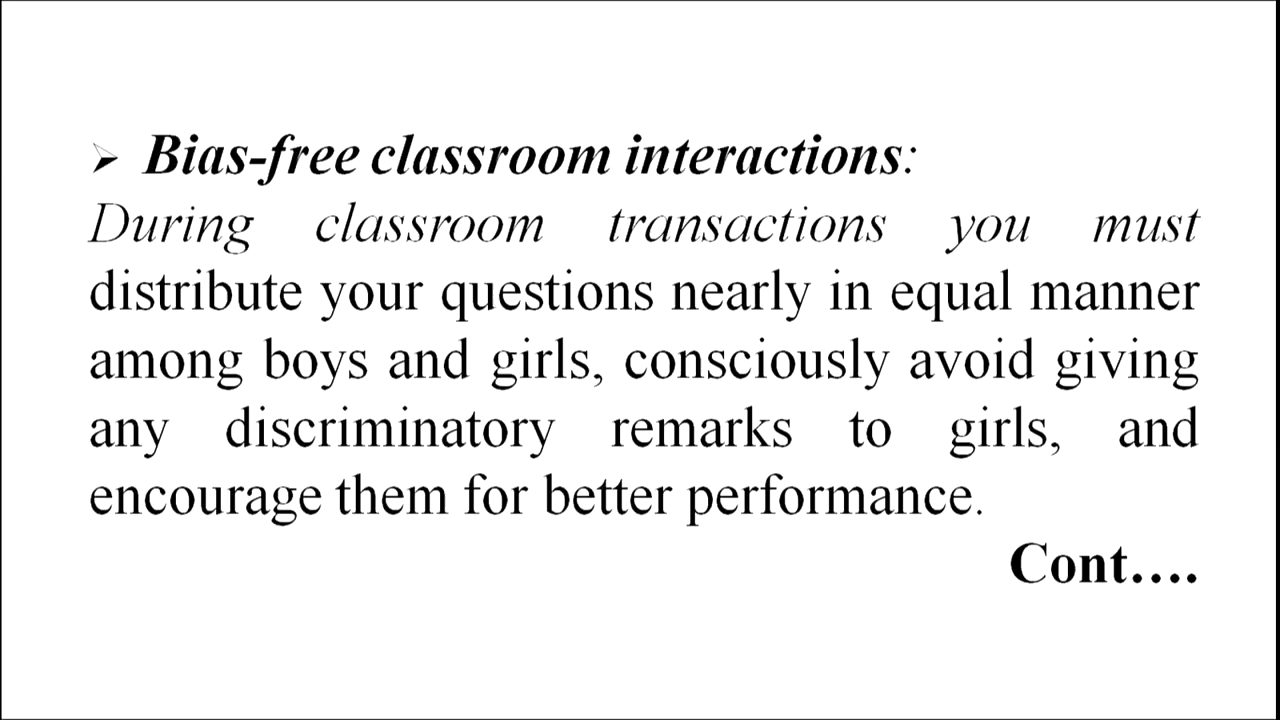 ➢ Bias-free classroom interactions:
During classroom transactions you must
distribute your questions nearly in equal manner
among boys and girls, consciously avoid giving
any discriminatory remarks to girls, and
encourage them for better performance.
Cont....